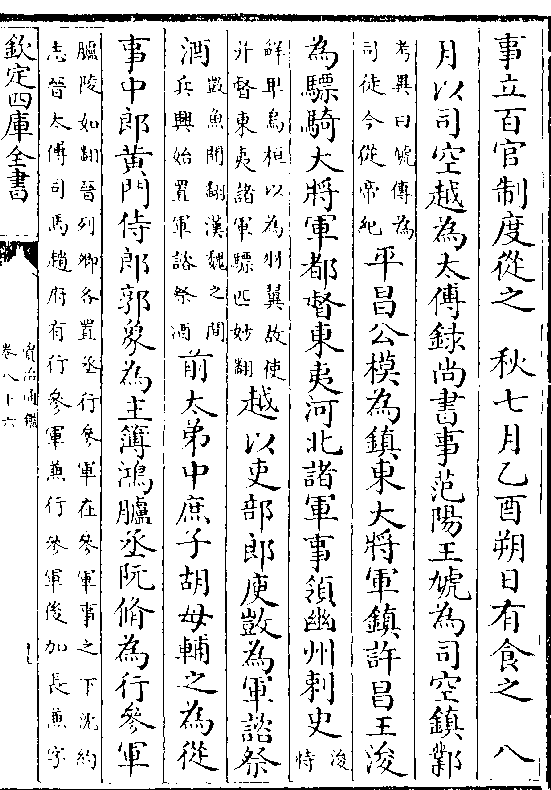 事立百官制度從之　秋七月乙酉朔日有食之　八
月以司空越為太傅錄尚書事范陽王虓為司空鎮鄴
考異曰虓傳為
司徒今從帝紀
平昌公模為鎮東大將軍鎮許昌王浚
為驃騎大將軍都督東夷河北諸軍事領幽州刺史
浚
恃
鮮卑烏桓以為羽翼故使
并督東夷諸軍驃匹妙翻
越以吏部郎庾敳為軍諮祭
酒
敳魚開翻漢魏之間
兵興始置軍諮祭酒
前太弟中庶子胡母輔之為從
事中郎黃門侍郎郭象為主簿鴻臚丞阮脩為行參軍
臚陵如翻晉列卿各置丞行參軍在參軍事之下沈約
志晉太傅司馬趙府有行參軍兼行參軍後加長兼字
欽定四庫全書
資治通鑑
卷八十六